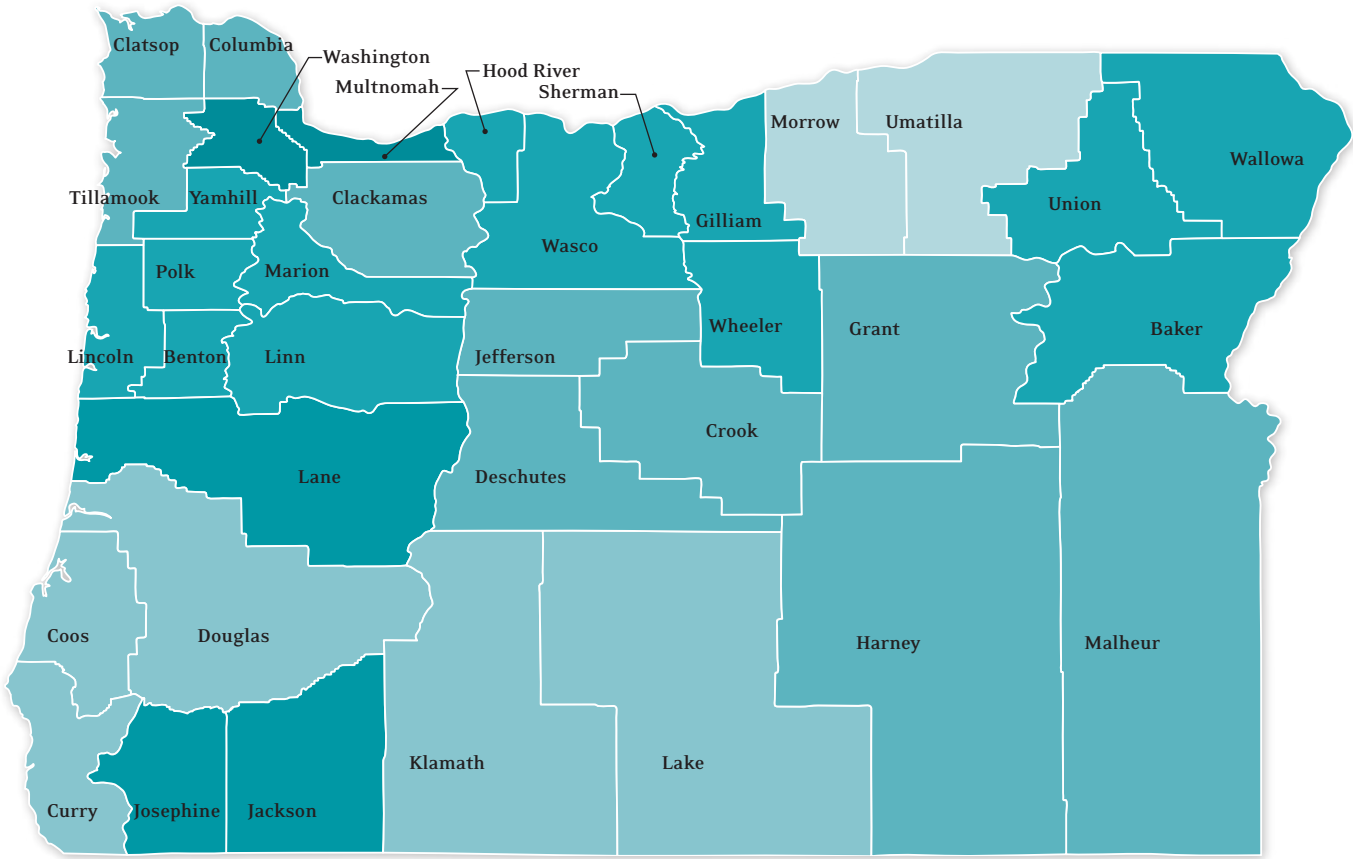 Clatsop
Columbia
Washington
Multnomah
Hood River
Sherman
Morrow
Umatilla
Wallowa
Tillamook
Yamhill
Clackamas
Union
Gilliam
Wasco
Polk
Marion
Wheeler
Grant
Baker
Lincoln
Benton
Linn
Jefferson
Crook
Lane
Deschutes
Coos
Douglas
Harney
Malheur
Klamath
Lake
Curry
Josephine
Jackson